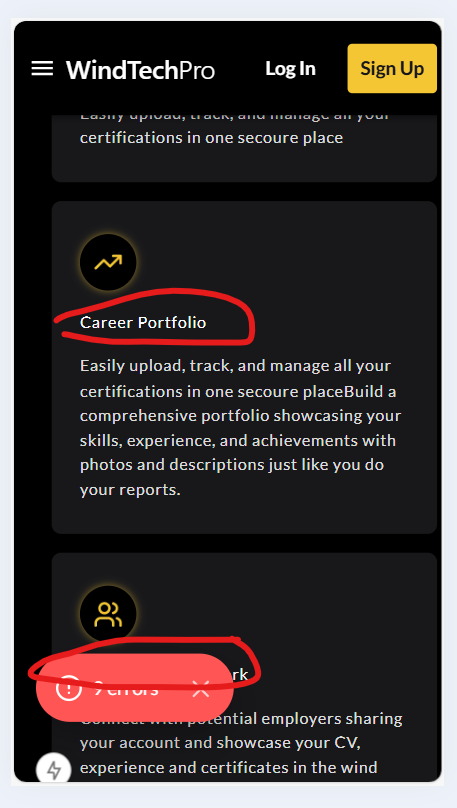 WindTechPro
Log In
Sign Up
Easily upload, track, and manage all your
certifications in one secoure place
Career Portfolio
Easily upload, track, and manage all your
certifications in one secoure placeBuild a
comprehensive portfolio showcasing your
skills, experience, and achievements with
photos and descriptions just like you do
your reports.
rk
9 errors
Connect with potential employers sharing
your account and showcase your CV,
experience and certificates in the wind